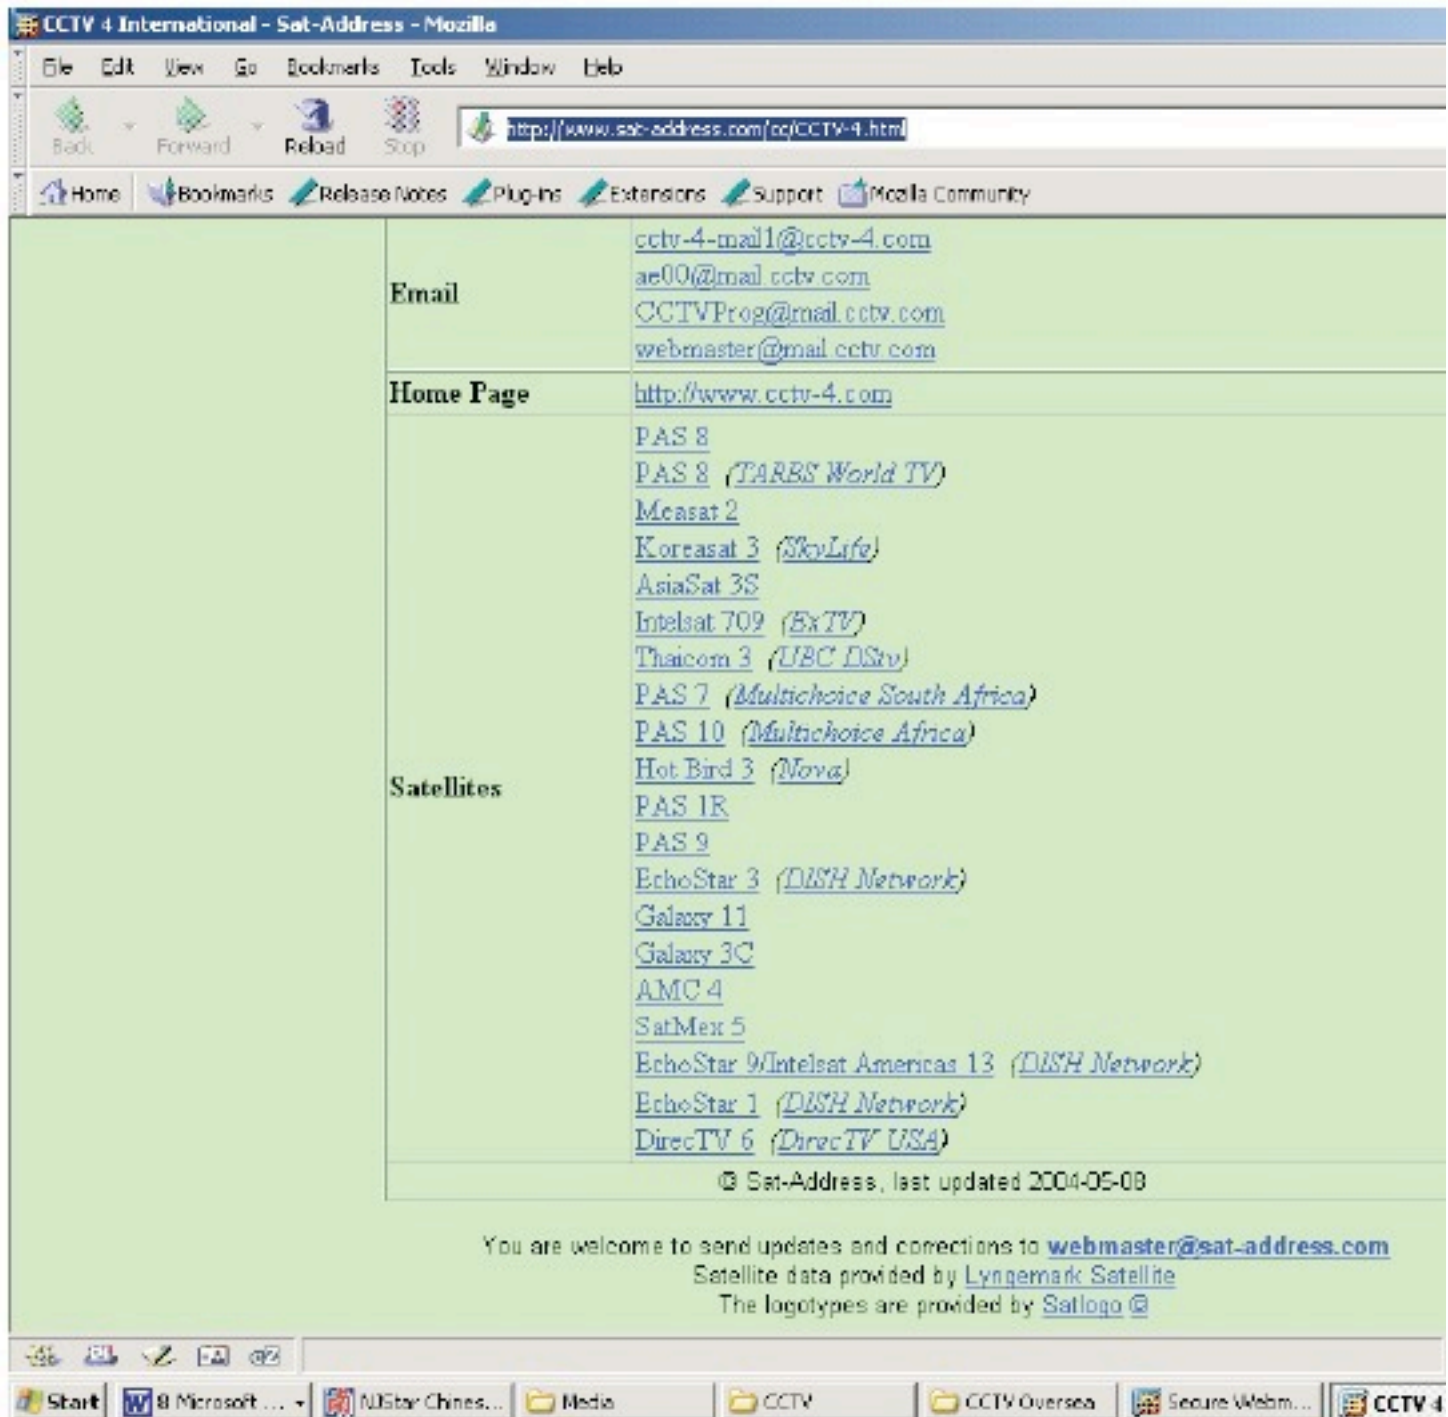 CCTV 4 International - Sat-Address - Mozilla
File Edit View Go Bookmarks Tools Window Help
Back Forward Reload Stop http://www.sat-address.com/cc/CCTV-4.html
Home Bookmarks Release Notes Plug-ins Extensions Support Mozilla Community
Email
cctv-4-mail1@cctv-4.com
ae00@mail.cctv.com
CCTVProg@mail.cctv.com
webmaster@mail.cctv.com
Home Page http://www.cctv-4.com
Satellites
PAS 8
PAS 8 (TARBS World TV)
Measat 2
Koreasat 3 (SkyLife)
AsiaSat 3S
Intelsat 709 (ExTV)
Thaicom 3 (UBC DStv)
PAS 7 (Multichoice South Africa)
PAS 10 (Multichoice Africa)
Hot Bird 3 (Nova)
PAS 1R
PAS 9
EchoStar 3 (DISH Network)
Galaxy 11
Galaxy 3C
AMC 4
SatMex 5
EchoStar 9/Intelsat Americas 13 (DISH Network)
EchoStar 1 (DISH Network)
DirecTV 6 (DirecTV USA)
© Sat-Address, last updated 2004-05-08
You are welcome to send updates and corrections to webmaster@sat-address.com
Satellite data provided by Lyngemark Satellite
The logotypes are provided by Satlogo ©
Start 8 Microsoft ... NJStar Chines... Media CCTV CCTV Oversea Secure Webm... CCTV 4